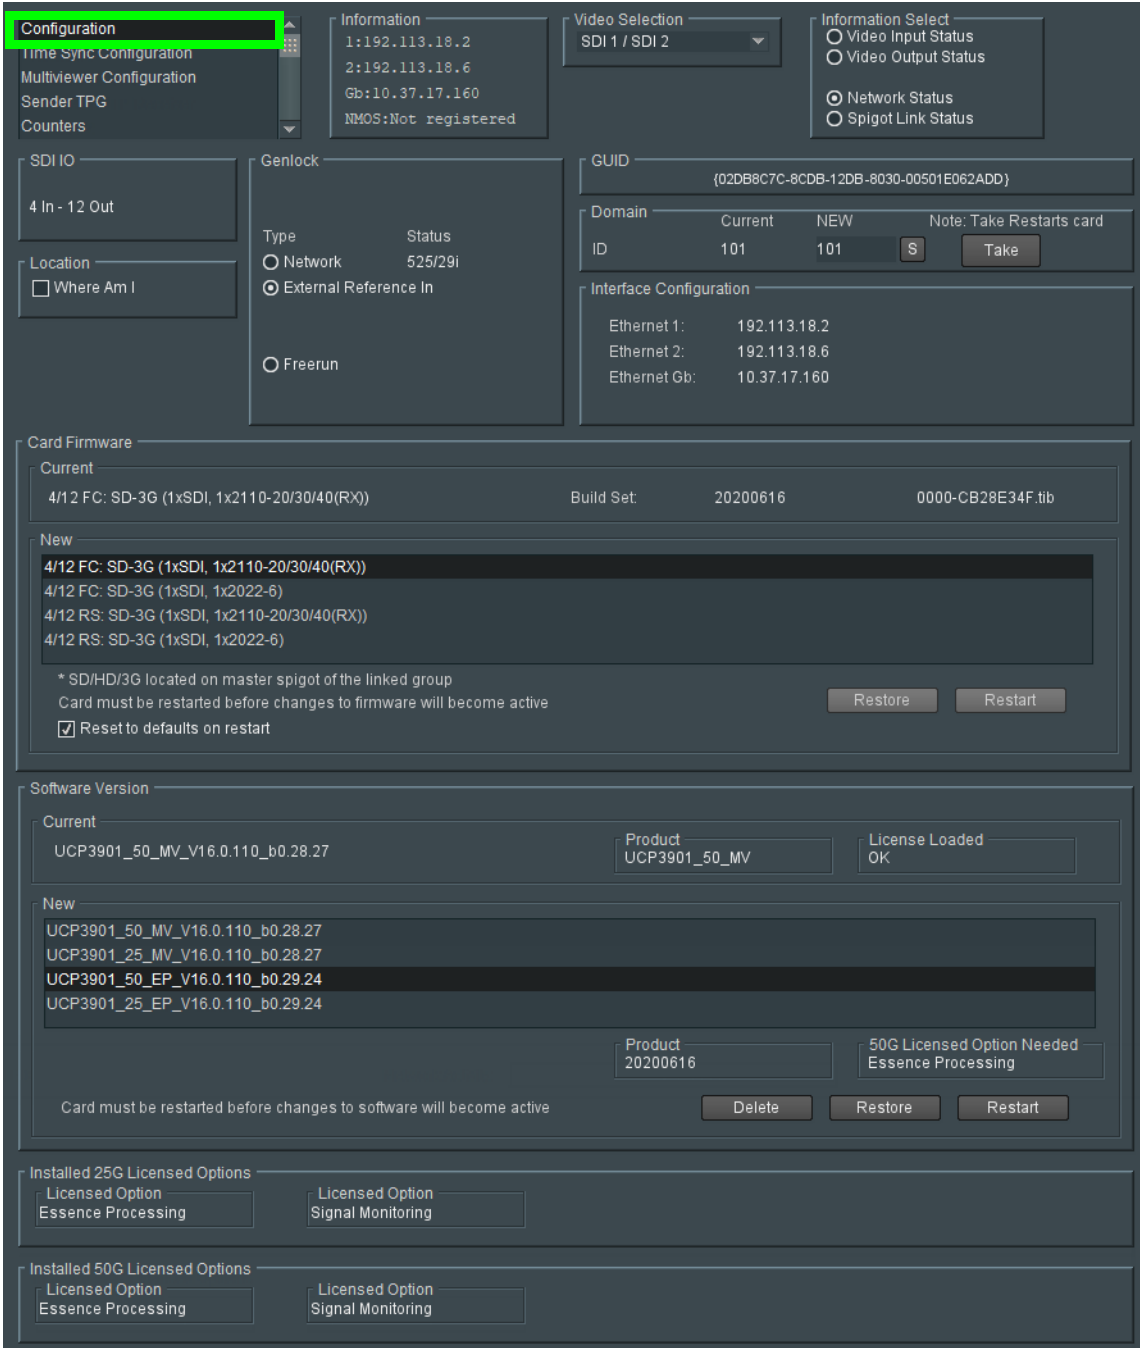 Configuration
Time Sync Configuration
Multiviewer Configuration
Sender TPG
Counters
Information
1:192.113.18.2
2:192.113.18.6
Gb:10.37.17.160
NMOS:Not registered
Video Selection
SDI 1 / SDI 2
Information Select
Video Input Status
Video Output Status
Network Status
Spigot Link Status
SDI IO
4 In - 12 Out
Location
Where Am I
Genlock
Type Status
Network 525/29i
External Reference In
Freerun
GUID
{02DB8C7C-8CDB-12DB-8030-00501E062ADD}
Domain Current NEW Note: Take Restarts card
ID 101 101 S Take
Interface Configuration
Ethernet 1: 192.113.18.2
Ethernet 2: 192.113.18.6
Ethernet Gb: 10.37.17.160
Card Firmware
Current
4/12 FC: SD-3G (1xSDI, 1x2110-20/30/40(RX)) Build Set: 20200616 0000-CB28E34F.tib
New
4/12 FC: SD-3G (1xSDI, 1x2110-20/30/40(RX))
4/12 FC: SD-3G (1xSDI, 1x2022-6)
4/12 RS: SD-3G (1xSDI, 1x2110-20/30/40(RX))
4/12 RS: SD-3G (1xSDI, 1x2022-6)
* SD/HD/3G located on master spigot of the linked group
Card must be restarted before changes to firmware will become active Restore Restart
Reset to defaults on restart
Software Version
Current
UCP3901_50_MV_V16.0.110_b0.28.27
Product
UCP3901_50_MV
License Loaded
OK
New
UCP3901_50_MV_V16.0.110_b0.28.27
UCP3901_25_MV_V16.0.110_b0.28.27
UCP3901_50_EP_V16.0.110_b0.29.24
UCP3901_25_EP_V16.0.110_b0.29.24
Product
20200616
50G Licensed Option Needed
Essence Processing
Card must be restarted before changes to software will become active Delete Restore Restart
Installed 25G Licensed Options
Licensed Option
Essence Processing
Licensed Option
Signal Monitoring
Installed 50G Licensed Options
Licensed Option
Essence Processing
Licensed Option
Signal Monitoring